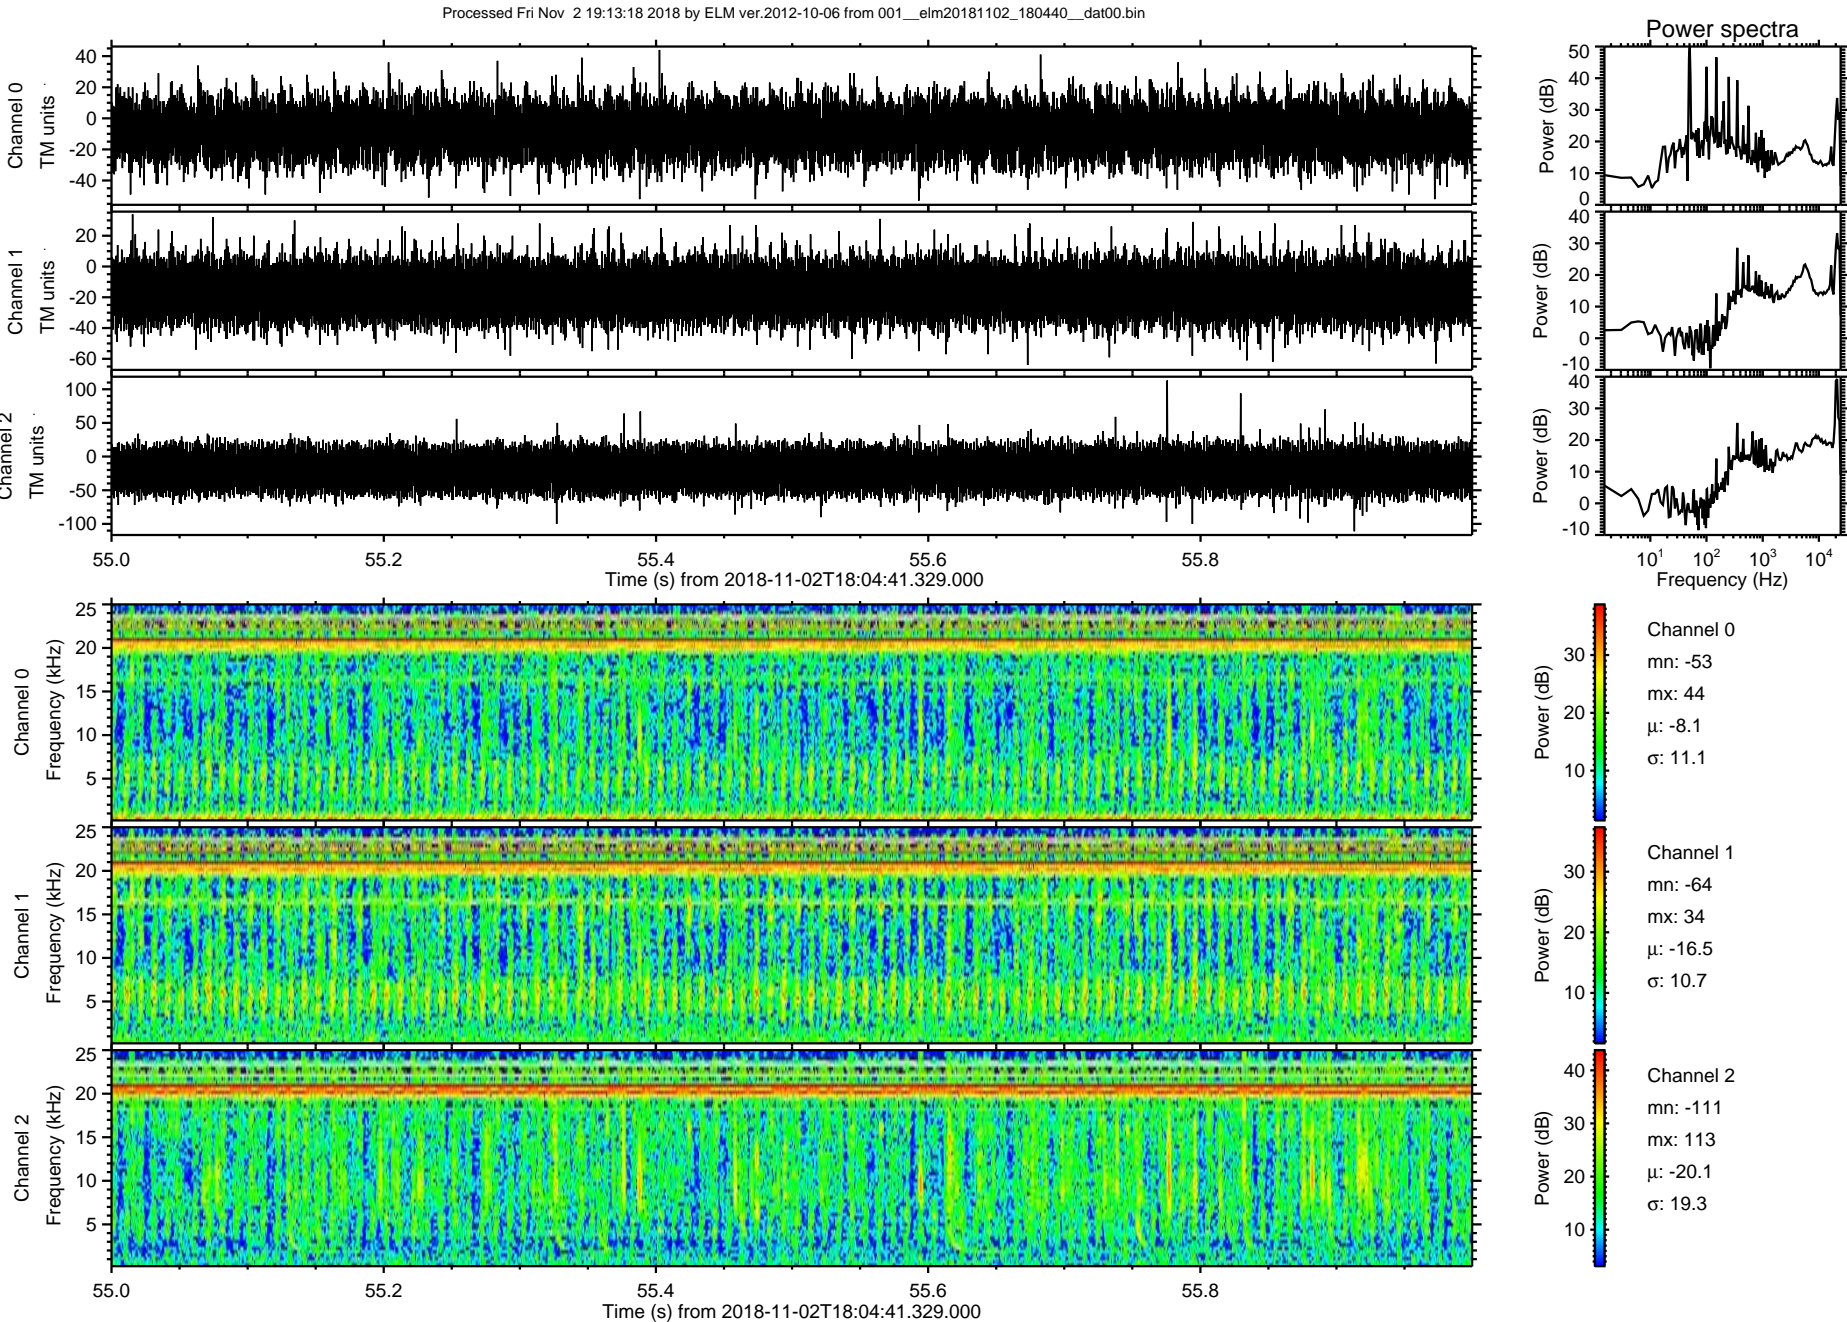 Processed Fri Nov  2 19:13:18 2018 by ELM ver.2012-10-06 from 001__elm20181102_180440__dat00.bin
Power spectra
Channel 0
TM units
40
20
0
-20
-40
Power (dB)
50
40
30
20
10
0
Channel 1
TM units
20
0
-20
-40
-60
Power (dB)
40
30
20
10
0
-10
Channel 2
TM units
100
50
0
-50
-100
Power (dB)
40
30
20
10
0
-10
55.0 55.2 55.4 55.6 55.8
Time (s) from 2018-11-02T18:04:41.329.000
10^1 10^2 10^3 10^4
Frequency (Hz)
Channel 0
Frequency (kHz)
25
20
15
10
5
Power (dB)
30
20
10
Channel 0
mn: -53
mx: 44
μ: -8.1
σ: 11.1
Channel 1
Frequency (kHz)
25
20
15
10
5
Power (dB)
30
20
10
Channel 1
mn: -64
mx: 34
μ: -16.5
σ: 10.7
Channel 2
Frequency (kHz)
25
20
15
10
5
Power (dB)
40
30
20
10
Channel 2
mn: -111
mx: 113
μ: -20.1
σ: 19.3
55.0 55.2 55.4 55.6 55.8
Time (s) from 2018-11-02T18:04:41.329.000